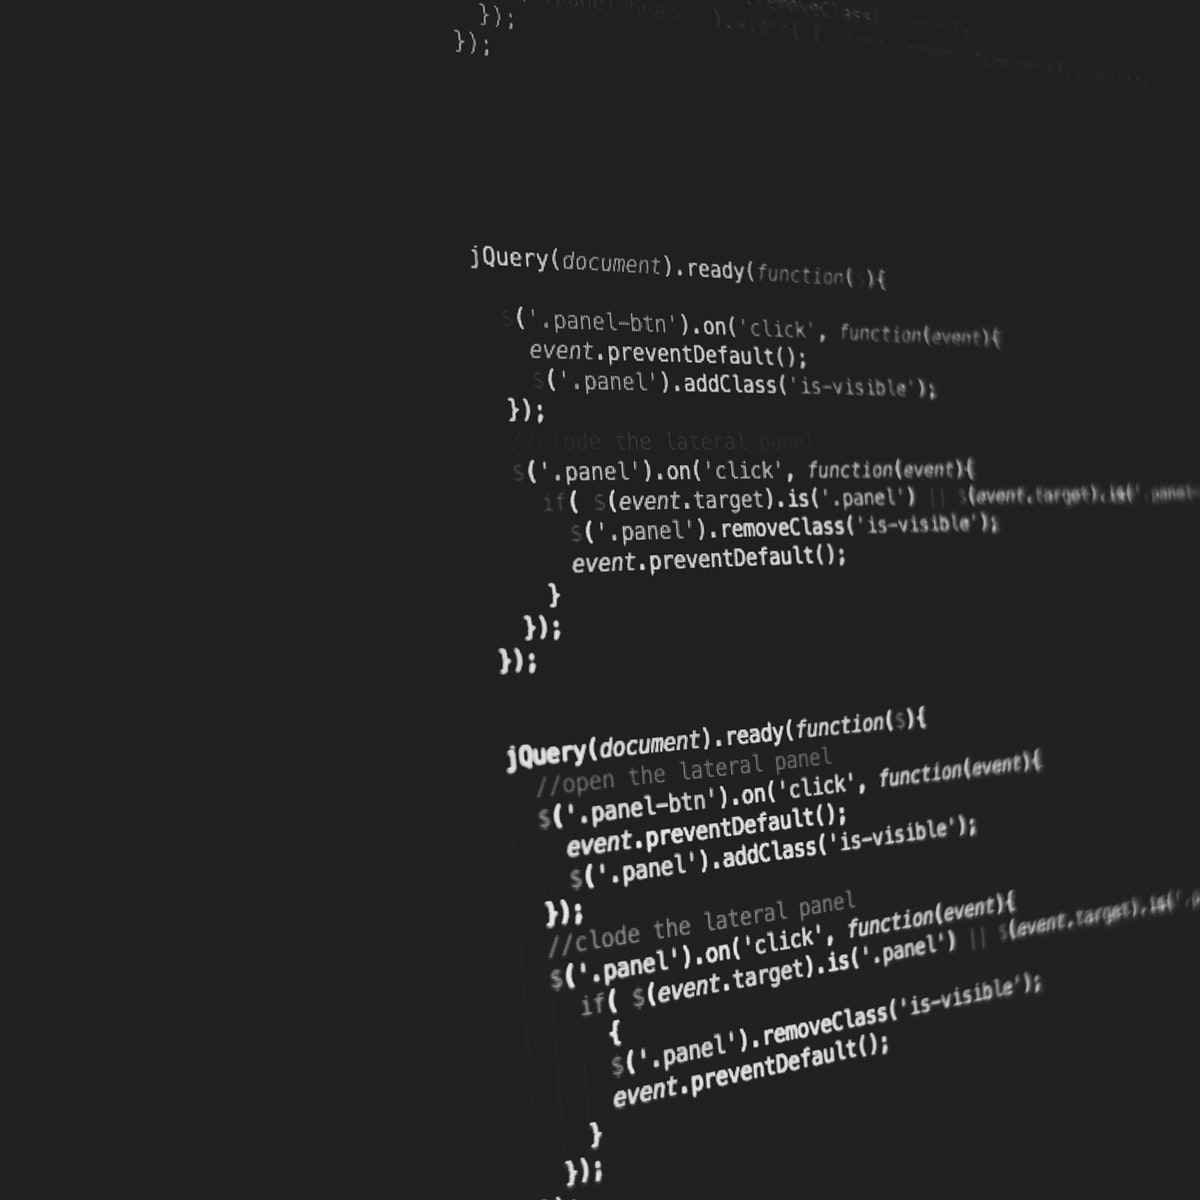 });
});
jQuery(document).ready(function( ){
//open the lateral
$('.panel-btn').on('click', function(event){
event.preventDefault();
$('.panel').addClass('is-visible');
});
//clode the lateral panel
$('.panel').on('click', function(event){
if( $(event.target).is('.panel') || $(event.target).is('.panel-
$('.panel').removeClass('is-visible');
event.preventDefault();
}
});
});
jQuery(document).ready(function($){
//open the lateral panel
$('.panel-btn').on('click', function(event){
event.preventDefault();
$('.panel').addClass('is-visible');
});
//clode the lateral panel
$('.panel').on('click', function(event){
if( $(event.target).is('.panel') || $(event.target).is('.p
{
$('.panel').removeClass('is-visible');
event.preventDefault();
}
});